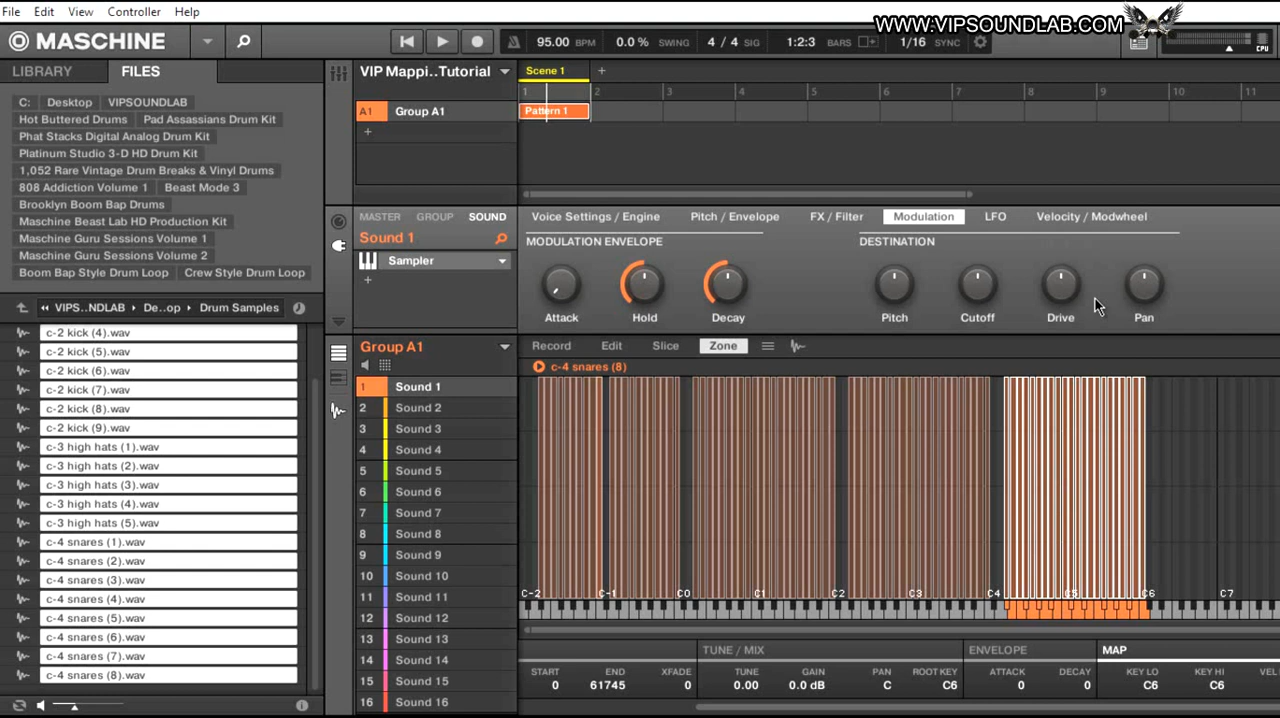 File Edit View Controller Help
WWW.VIPSOUNDLAB.COM
MASCHINE
95.00 BPM 0.0% SWING 4 / 4 SIG 1:2:3 BARS 1/16 SYNC
CPU
LIBRARY FILES
C: Desktop VIPSOUNDLAB
Hot Buttered Drums Pad Assassians Drum Kit
Phat Stacks Digital Analog Drum Kit
Platinum Studio 3-D HD Drum Kit
1,052 Rare Vintage Drum Breaks & Vinyl Drums
808 Addiction Volume 1 Beast Mode 3
Brooklyn Boom Bap Drums
Maschine Beast Lab HD Production Kit
Maschine Guru Sessions Volume 1
Maschine Guru Sessions Volume 2
Boom Bap Style Drum Loop Crew Style Drum Loop
VIPS..NDLAB De...op Drum Samples
c-2 kick (4).wav
c-2 kick (5).wav
c-2 kick (6).wav
c-2 kick (7).wav
c-2 kick (8).wav
c-2 kick (9).wav
c-3 high hats (1).wav
c-3 high hats (2).wav
c-3 high hats (3).wav
c-3 high hats (4).wav
c-3 high hats (5).wav
c-4 snares (1).wav
c-4 snares (2).wav
c-4 snares (3).wav
c-4 snares (4).wav
c-4 snares (5).wav
c-4 snares (6).wav
c-4 snares (7).wav
c-4 snares (8).wav
VIP Mappi..Tutorial
Scene 1
1 2 3 4 5 6 7 8 9 10 11
A1 Group A1
Pattern 1
MASTER GROUP SOUND
Sound 1
Sampler
Voice Settings / Engine Pitch / Envelope FX / Filter Modulation LFO Velocity / Modwheel
MODULATION ENVELOPE DESTINATION
Attack Hold Decay Pitch Cutoff Drive Pan
Group A1
1 Sound 1
2 Sound 2
3 Sound 3
4 Sound 4
5 Sound 5
6 Sound 6
7 Sound 7
8 Sound 8
9 Sound 9
10 Sound 10
11 Sound 11
12 Sound 12
13 Sound 13
14 Sound 14
15 Sound 15
16 Sound 16
Record Edit Slice Zone
c-4 snares (8)
C-2 C-1 C0 C1 C2 C3 C4 C5 C6 C7
TUNE / MIX ENVELOPE MAP
START END XFADE TUNE GAIN PAN ROOT KEY ATTACK DECAY KEY LO KEY HI VEL
0 61745 0 0.00 0.0 dB C C6 0 0 C6 C6